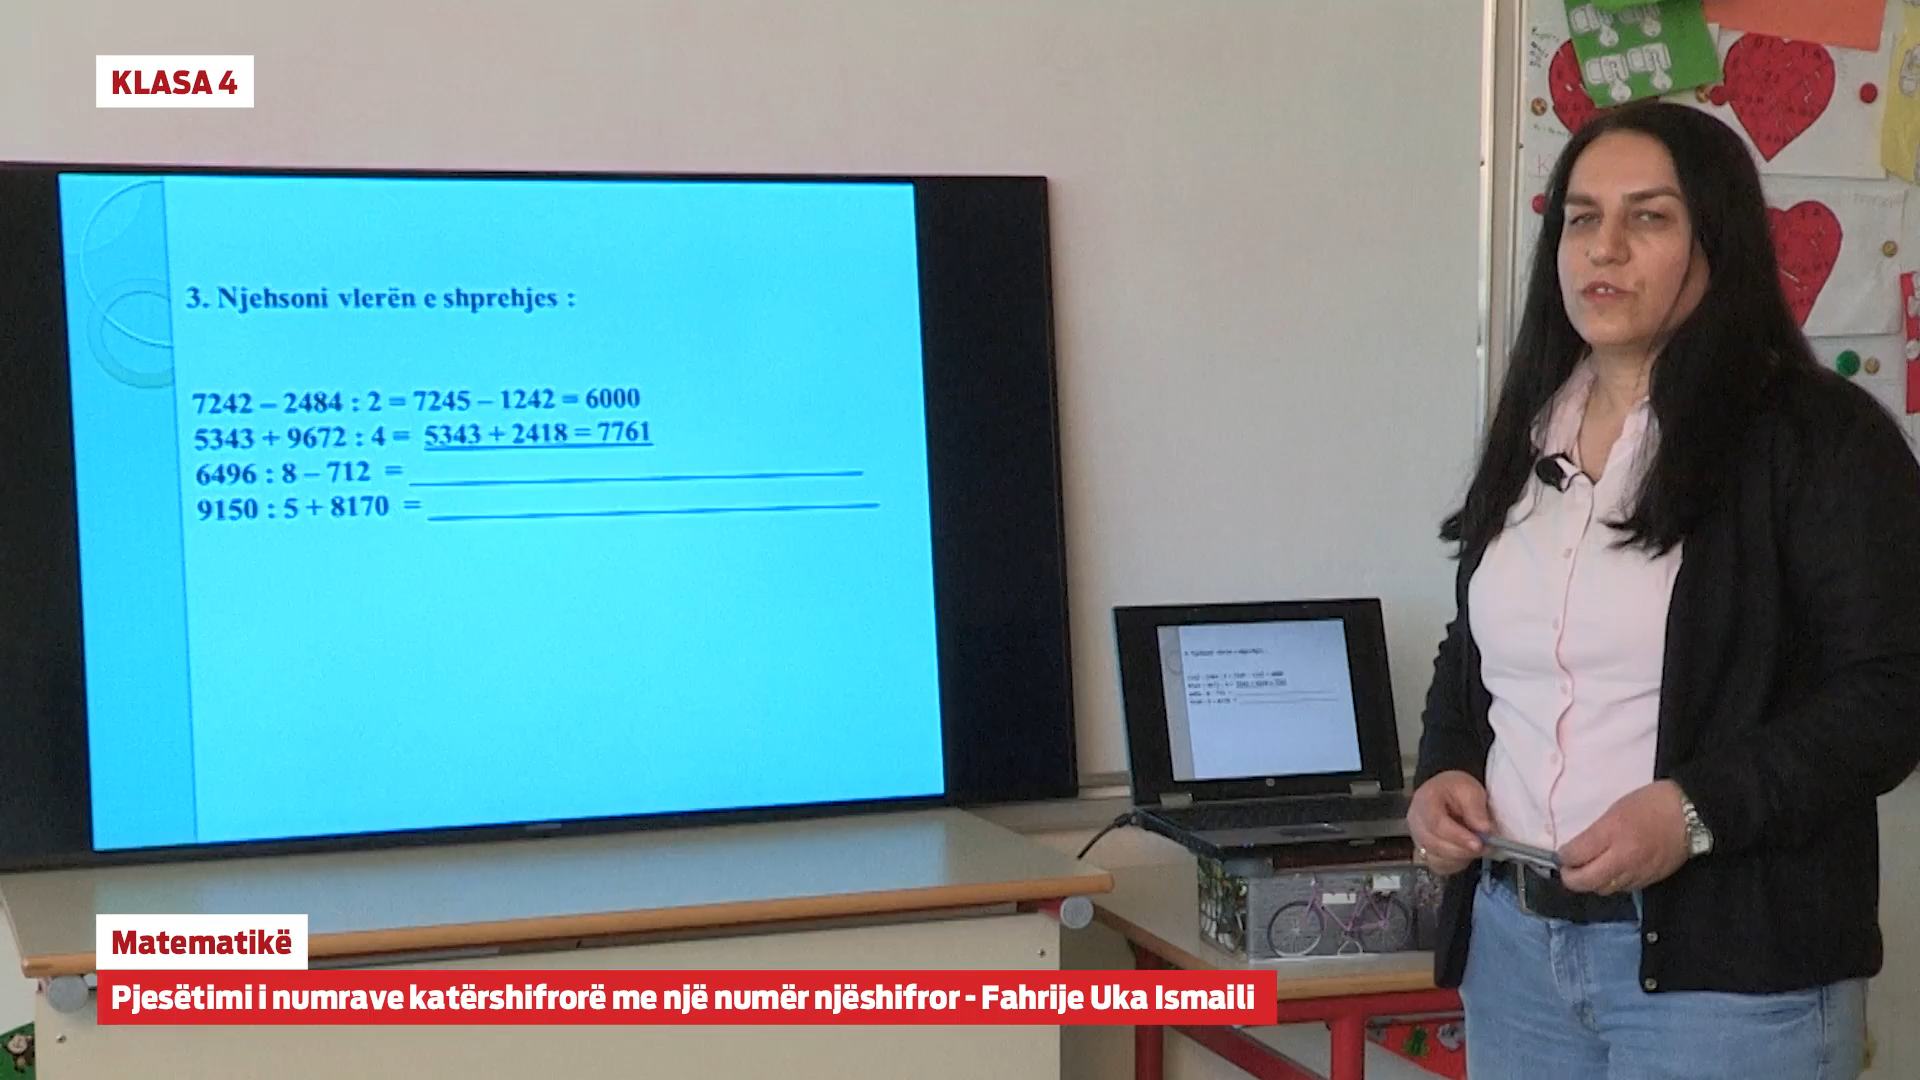 KLASA 4
3. Njehsoni vlerën e shprehjes :
7242 – 2484 : 2 = 7245 – 1242 = 6000
5343 + 9672 : 4 = 5343 + 2418 = 7761
6496 : 8 – 712 =
9150 : 5 + 8170 =
Matematikë
Pjesëtimi i numrave katërshifrorë me një numër njëshifror - Fahrije Uka Ismaili